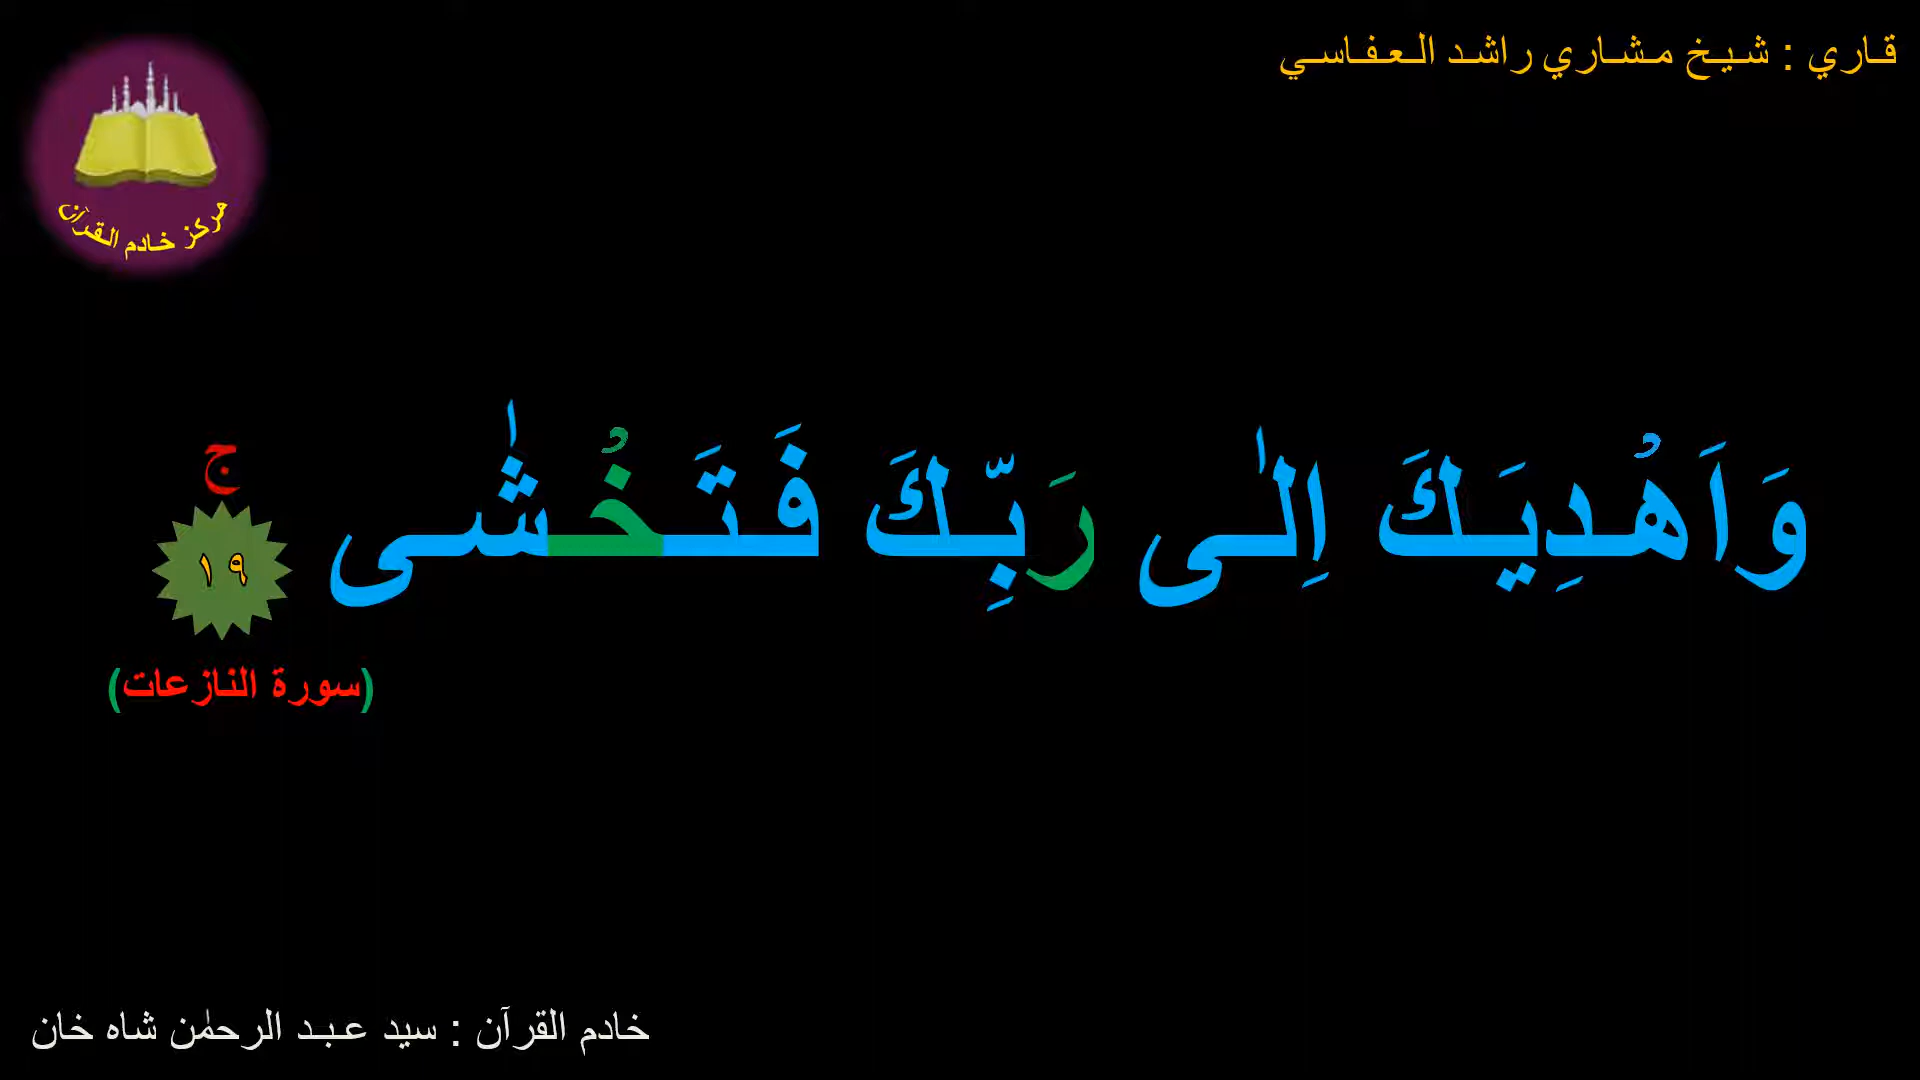 قاري : شيخ مشاري راشد العفاسي
مركز خادم القرآن
وَاَهْدِيَكَ اِلٰى رَبِّكَ فَتَخْشٰى ج ١٩
(سورة النازعات)
خادم القرآن : سيد عبد الرحمٰن شاه خان